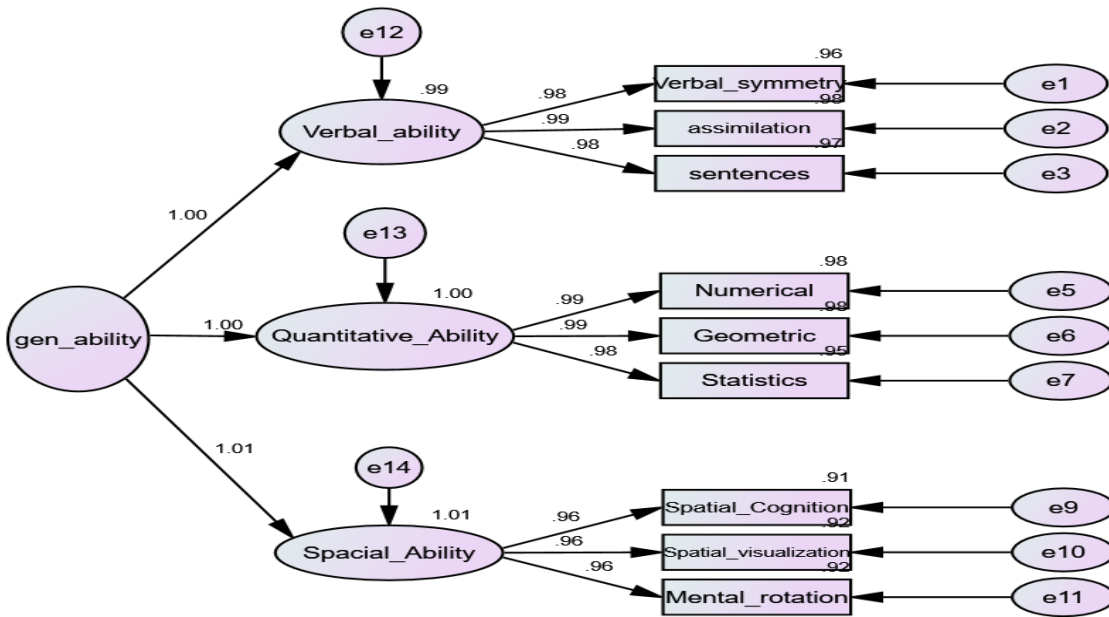 e12
.96
.99
.98
Verbal_symmetry
e1
.98
Verbal_ability
.99
assimilation
e2
.97
.98
sentences
e3
1.00
e13
.98
1.00
.99
Numerical
e5
.98
gen_ability
1.00
Quantitative_Ability
.99
Geometric
e6
.95
.98
Statistics
e7
1.01
e14
.91
1.01
.96
Spatial_Cognition
e9
.92
Spacial_Ability
.96
Spatial_visualization
e10
.92
.96
Mental_rotation
e11